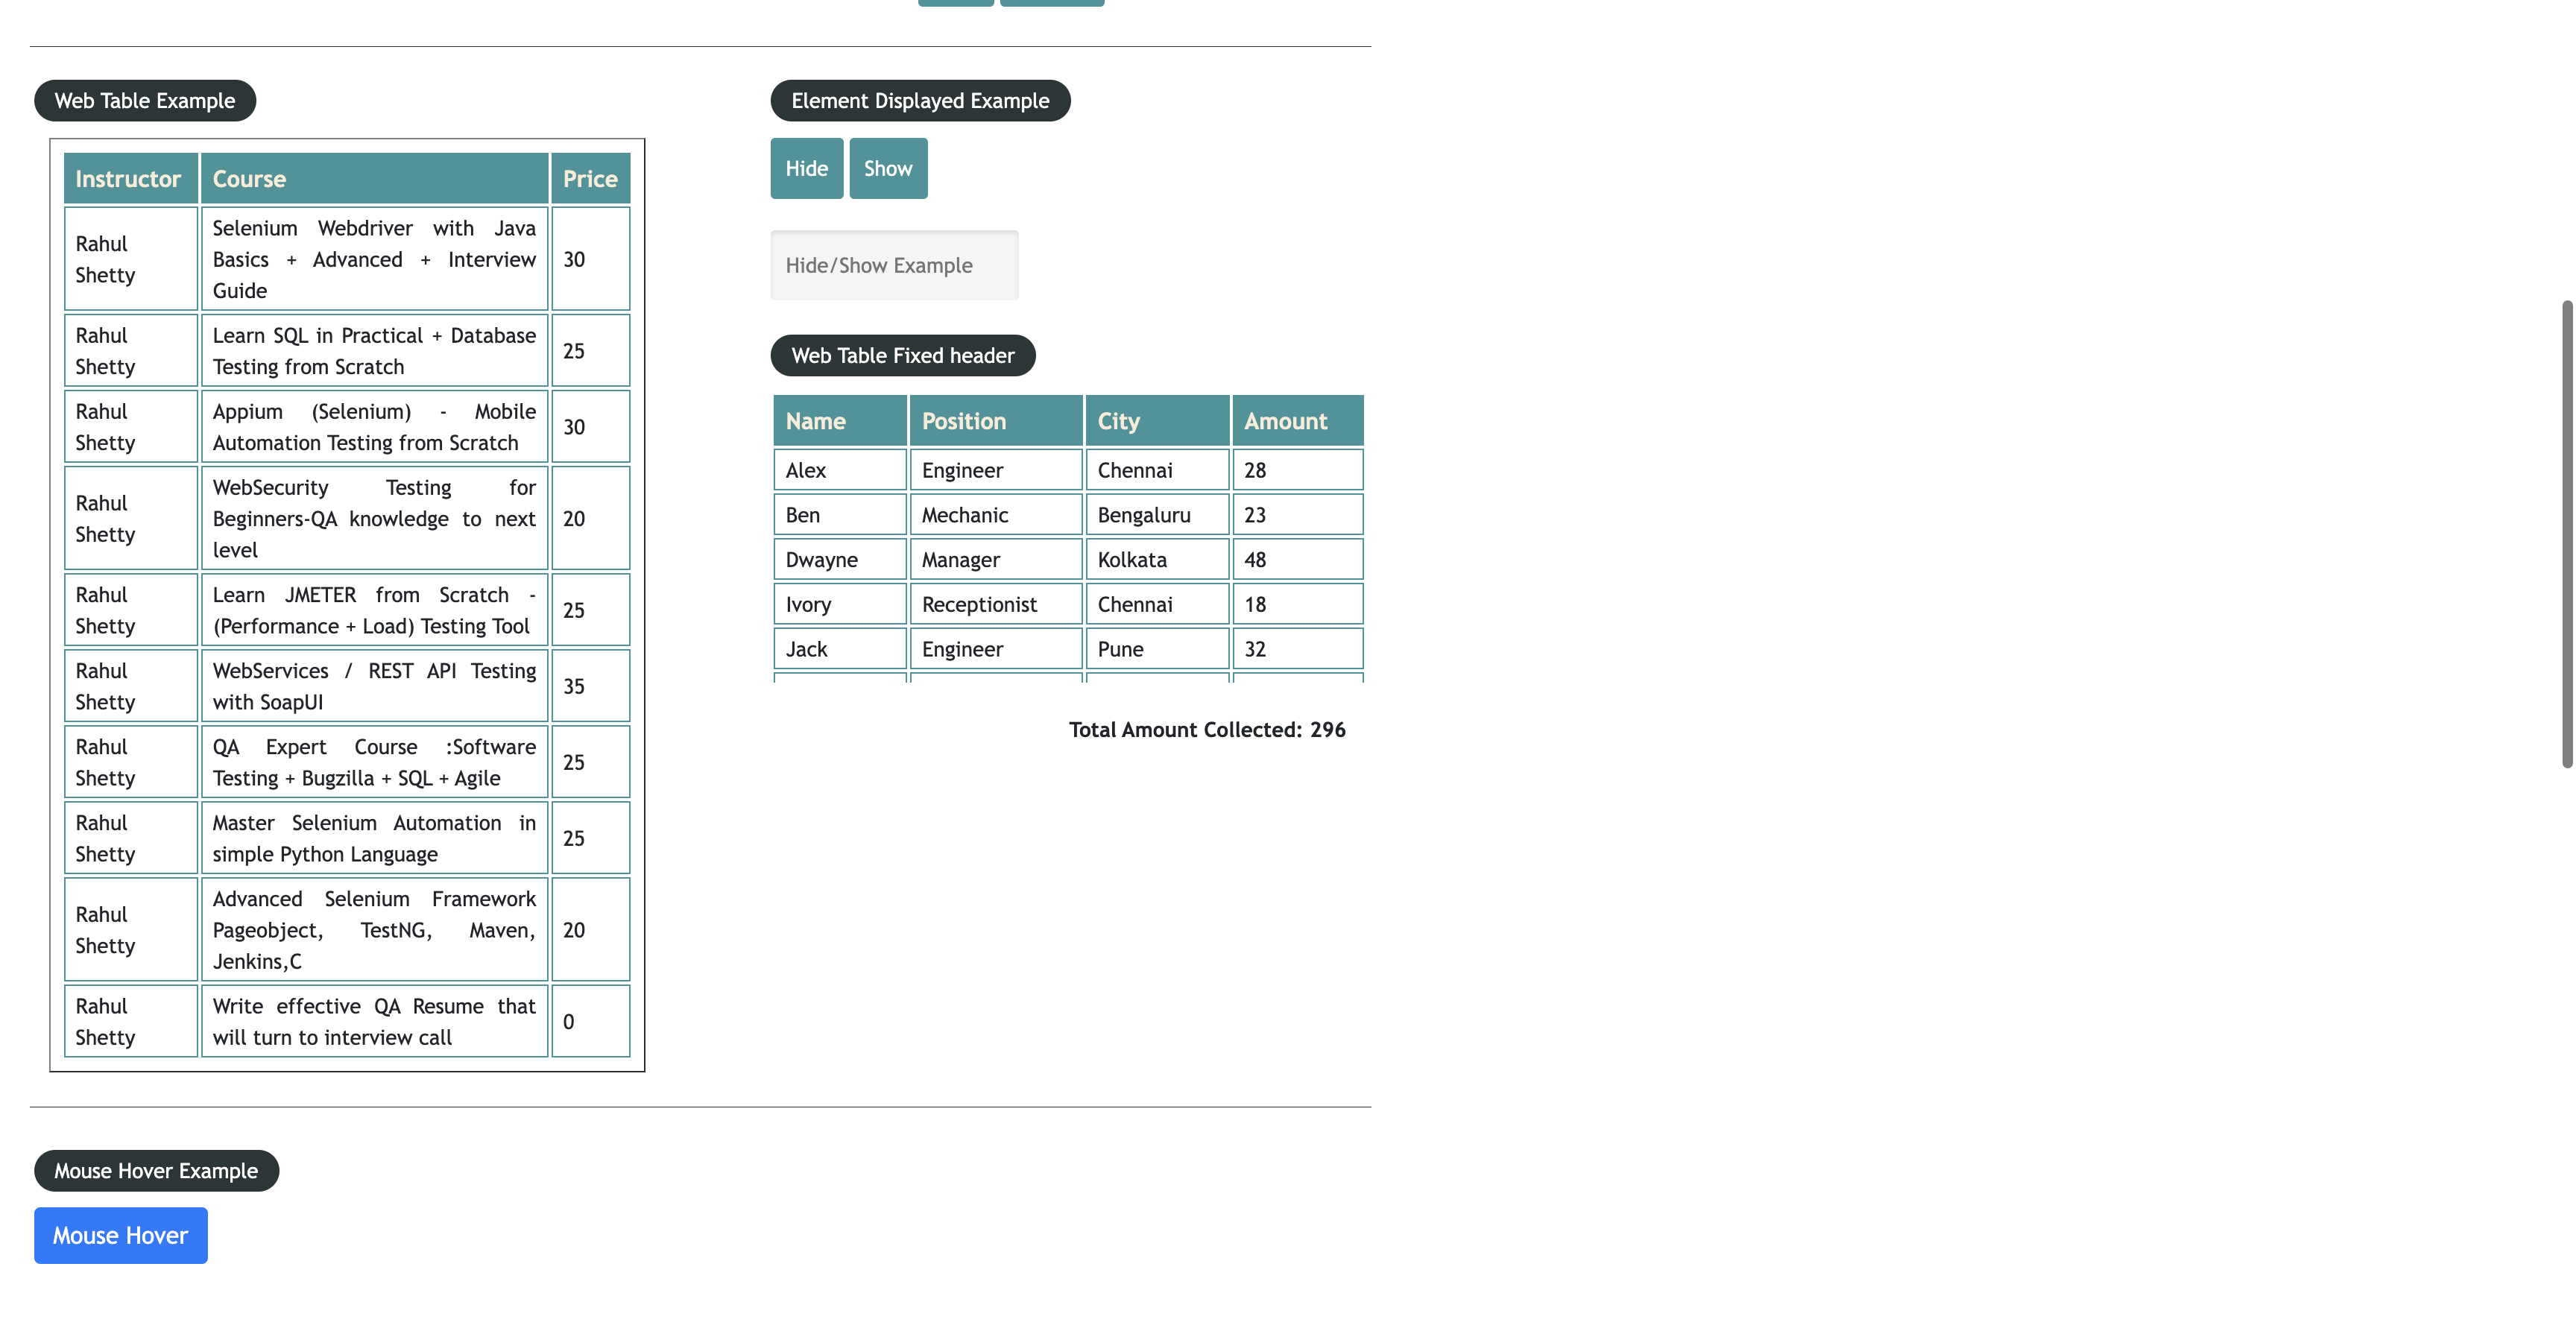 Web Table Example
Instructor Course Price
Rahul Shetty
Selenium Webdriver with Java
Basics + Advanced + Interview
Guide
30
Rahul Shetty
Learn SQL in Practical + Database
Testing from Scratch
25
Rahul Shetty
Appium (Selenium) - Mobile
Automation Testing from Scratch
30
Rahul Shetty
WebSecurity Testing for
Beginners-QA knowledge to next
level
20
Rahul Shetty
Learn JMETER from Scratch -
(Performance + Load) Testing Tool
25
Rahul Shetty
WebServices / REST API Testing
with SoapUI
35
Rahul Shetty
QA Expert Course :Software
Testing + Bugzilla + SQL + Agile
25
Rahul Shetty
Master Selenium Automation in
simple Python Language
25
Rahul Shetty
Advanced Selenium Framework
Pageobject, TestNG, Maven,
Jenkins,C
20
Rahul Shetty
Write effective QA Resume that
will turn to interview call
0
Element Displayed Example
Hide Show
Hide/Show Example
Web Table Fixed header
Name Position City Amount
Alex Engineer Chennai 28
Ben Mechanic Bengaluru 23
Dwayne Manager Kolkata 48
Ivory Receptionist Chennai 18
Jack Engineer Pune 32
Total Amount Collected: 296
Mouse Hover Example
Mouse Hover